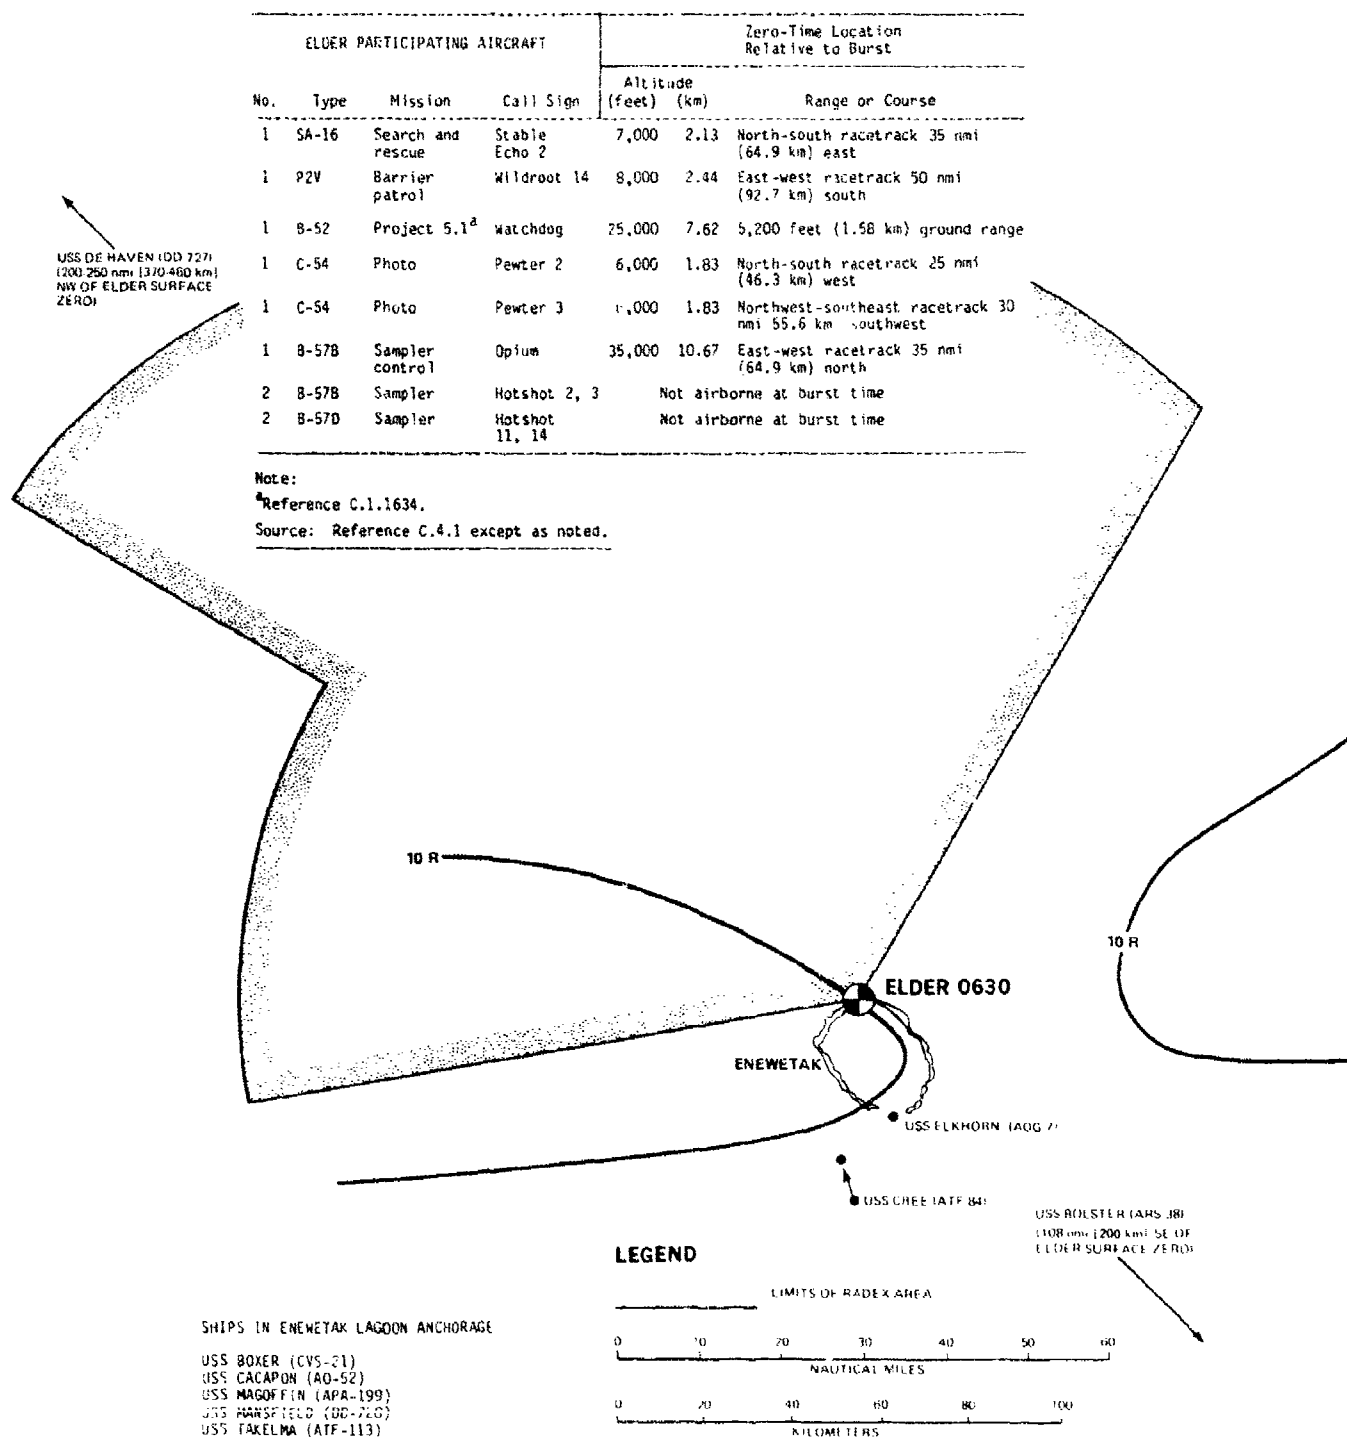 ELDER PARTICIPATING AIRCRAFT
Zero-Time Location
Relative to Burst
Altitude
No. Type Mission Call Sign (feet) (km) Range or Course
1 SA-16 Search and rescue Stable Echo 2 7,000 2.13 North-south racetrack 35 nmi (64.9 km) east
1 P2V Barrier patrol Wildroot 14 8,000 2.44 East-west racetrack 50 nmi (92.7 km) south
1 B-52 Project 5.1a Watchdog 25,000 7.62 5,200 feet (1.58 km) ground range
1 C-54 Photo Pewter 2 6,000 1.83 North-south racetrack 25 nmi (46.3 km) west
1 C-54 Photo Pewter 3 ,000 1.83 Northwest-southeast racetrack 30 nmi 55.6 km southwest
1 B-57B Sampler control Opium 35,000 10.67 East-west racetrack 35 nmi (64.9 km) north
2 B-57B Sampler Hotshot 2, 3 Not airborne at burst time
2 B-57D Sampler Hotshot 11, 14 Not airborne at burst time
Note:
aReference C.1.1634.
Source: Reference C.4.1 except as noted.
USS DE HAVEN (DD 727)
(200-250 nmi [370-460 km]
NW OF ELDER SURFACE
ZERO)
10 R
10 R
ELDER 0630
ENEWETAK
USS ELKHORN (AOG 7)
USS CREE (ATF 84)
USS BOLSTER (ARS 38)
(108 nmi [200 km] SE OF
ELDER SURFACE ZERO)
LEGEND
LIMITS OF RADEX AREA
0 10 20 30 40 50 60
NAUTICAL MILES
0 20 40 60 80 100
KILOMETERS
SHIPS IN ENEWETAK LAGOON ANCHORAGE
USS BOXER (CVS-21)
USS CACAPON (AO-52)
USS MAGOFFIN (APA-199)
USS MANSFIELD (DD-728)
USS TAKELMA (ATF-113)